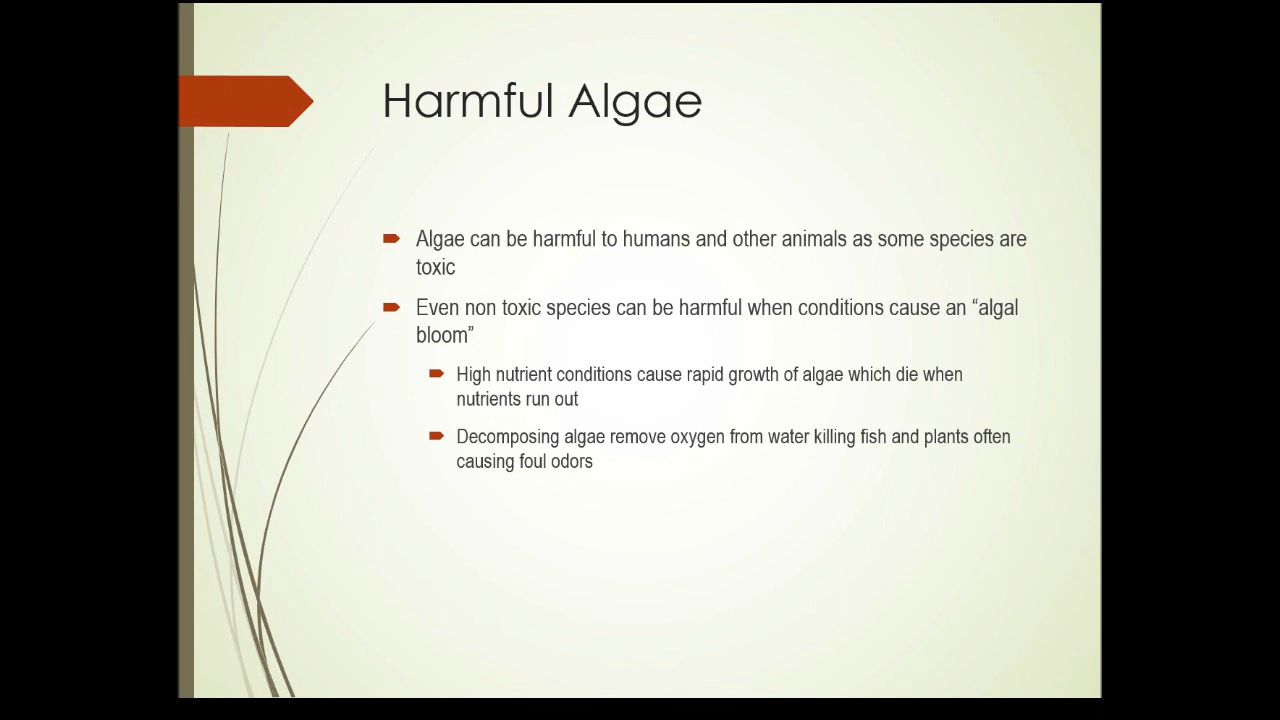 Harmful Algae
Algae can be harmful to humans and other animals as some species are
toxic
Even non toxic species can be harmful when conditions cause an “algal
bloom”
High nutrient conditions cause rapid growth of algae which die when
nutrients run out
Decomposing algae remove oxygen from water killing fish and plants often
causing foul odors